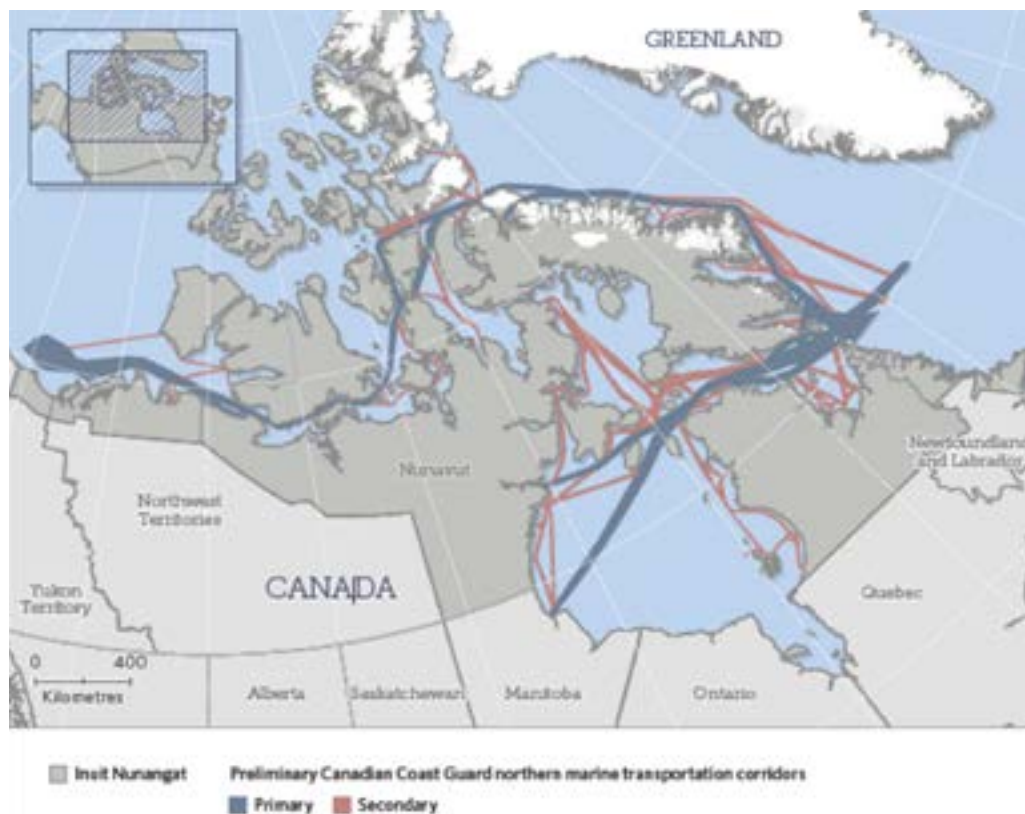 GREENLAND
Nunavut
Newfoundland
and Labrador
Northwest
Territories
CANADA
Yukon
Territory
Quebec
0 400
Kilometres
Alberta
Saskatchewan
Manitoba
Ontario
Inuit Nunangat
Preliminary Canadian Coast Guard northern marine transportation corridors
Primary
Secondary